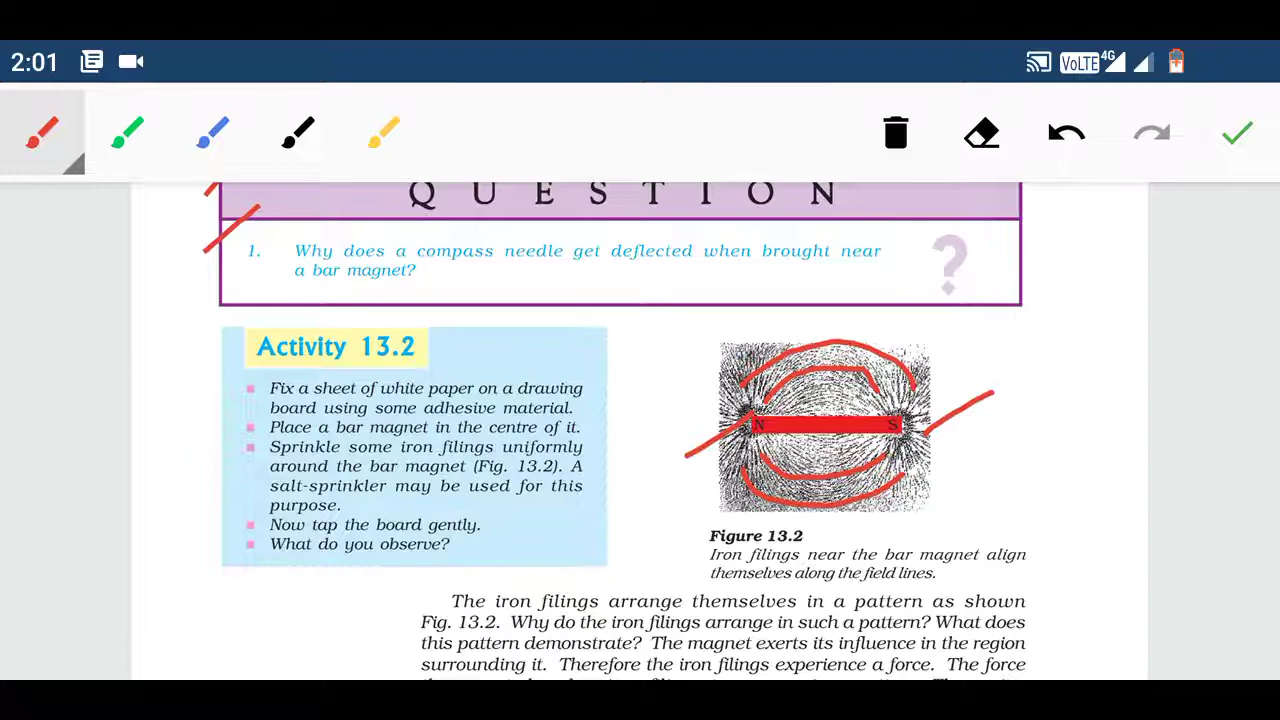 2:01
VoLTE 4G
QUESTION
1. Why does a compass needle get deflected when brought near
a bar magnet?
?
Activity 13.2
Fix a sheet of white paper on a drawing
board using some adhesive material.
Place a bar magnet in the centre of it.
Sprinkle some iron filings uniformly
around the bar magnet (Fig. 13.2). A
salt-sprinkler may be used for this
purpose.
Now tap the board gently.
What do you observe?
N S
Figure 13.2
Iron filings near the bar magnet align
themselves along the field lines.
The iron filings arrange themselves in a pattern as shown
Fig. 13.2. Why do the iron filings arrange in such a pattern? What does
this pattern demonstrate? The magnet exerts its influence in the region
surrounding it. Therefore the iron filings experience a force. The force